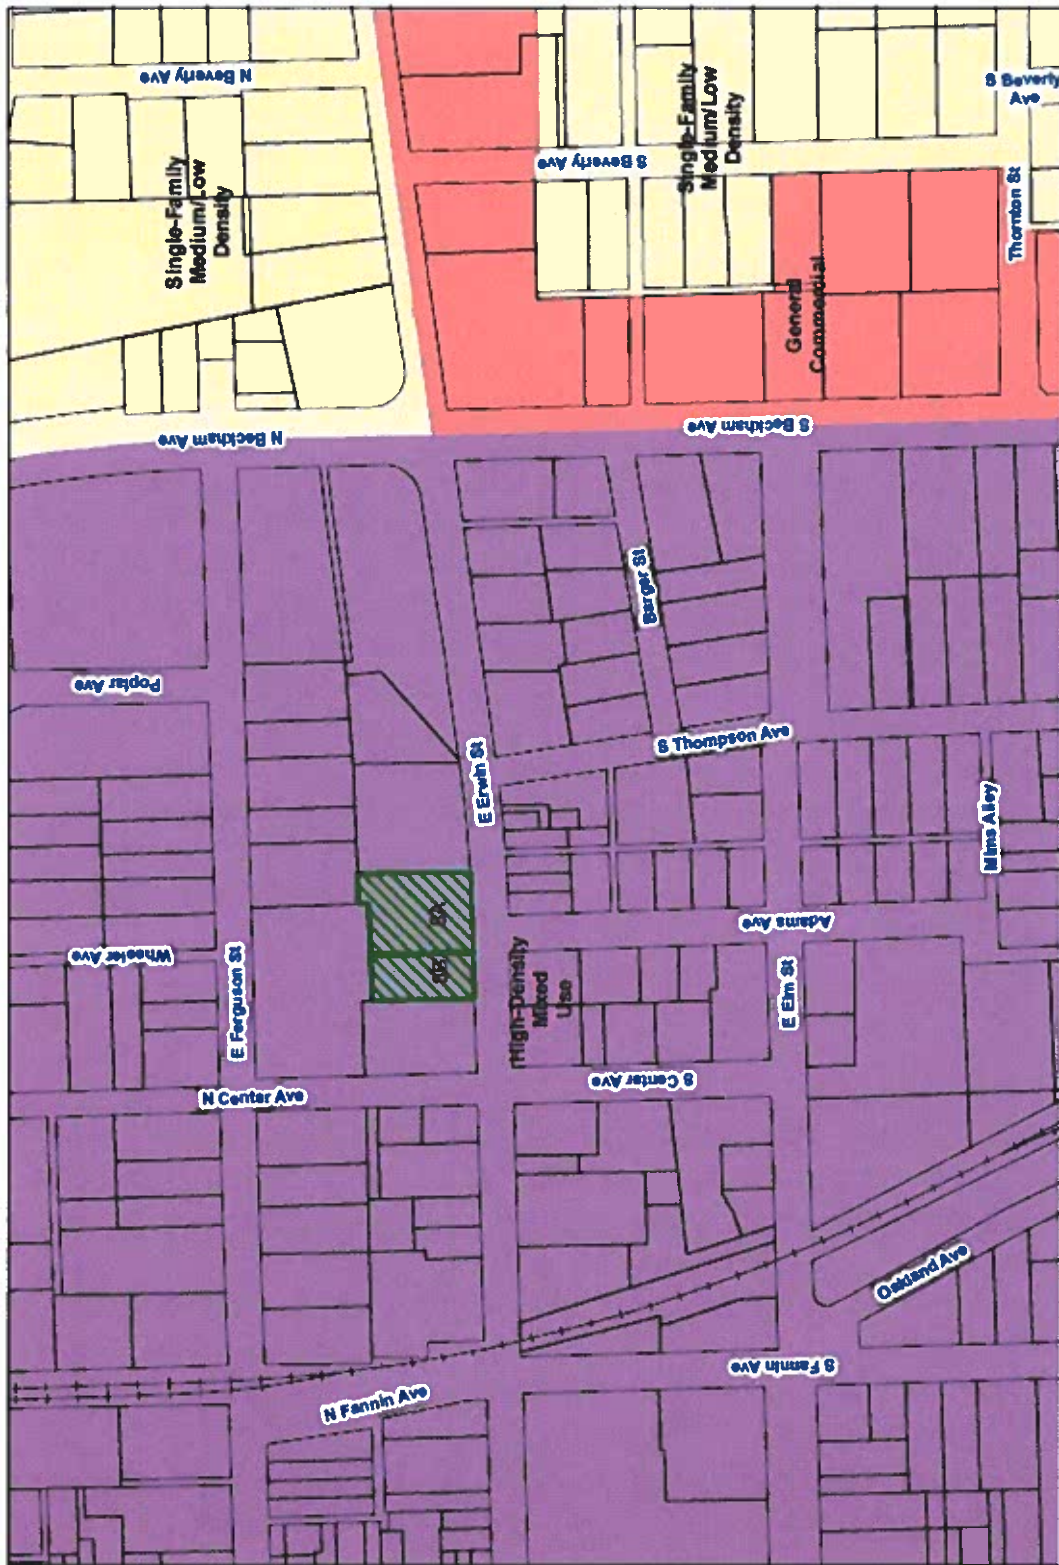 N Beverly Ave
S Beverly
Ave
Single-Family
Medium/Low
Density
S Beverly Ave
Single-Family
Medium/Low
Density
Thornton St
General
Commercial
N Beckham Ave
S Beckham Ave
Poplar Ave
Barger St
S Thompson Ave
E Erwin St
Mims Alley
Wheeler Ave
E Ferguson St
High-Density
Mixed
Use
Adams Ave
E Elm St
N Center Ave
S Center Ave
Oakland Ave
N Fannin Ave
S Fannin Ave